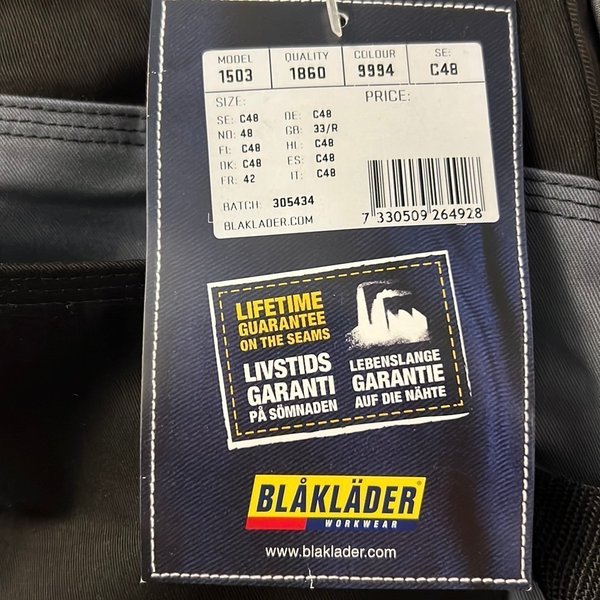 MODEL QUALITY COLOUR SE:
1503 1860 9994 C48
SIZE: PRICE:
SE: C48 DE: C48
NO: 48 GB: 33/R
FI: C48 NL: C48
DK: C48 ES: C48
FR: 42 IT: C48
BATCH: 305434
BLAKLADER.COM
7 330509 264928
LIFETIME
GUARANTEE
ON THE SEAMS
LIVSTIDS
GARANTI
PÅ SÖMNADEN
LEBENSLANGE
GARANTIE
AUF DIE NÄHTE
BLÅKLÄDER®
WORKWEAR
www.blaklader.com